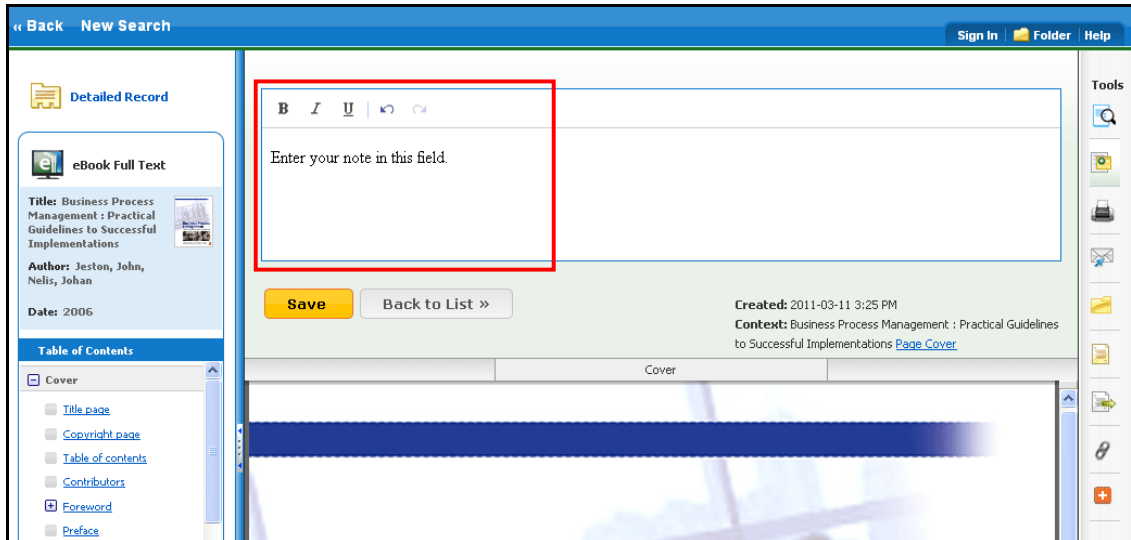 ‹‹ Back New Search
Sign In Folder Help
Detailed Record
eBook Full Text
Title: Business Process
Management : Practical
Guidelines to Successful
Implementations
Author: Jeston, John,
Nelis, Johan
Date: 2006
Table of Contents
Cover
Title page
Copyright page
Table of contents
Contributors
Foreword
Preface
B I U
Enter your note in this field.
Save Back to List »
Created: 2011-03-11 3:25 PM
Context: Business Process Management : Practical Guidelines
to Successful Implementations Page Cover
Cover
Tools